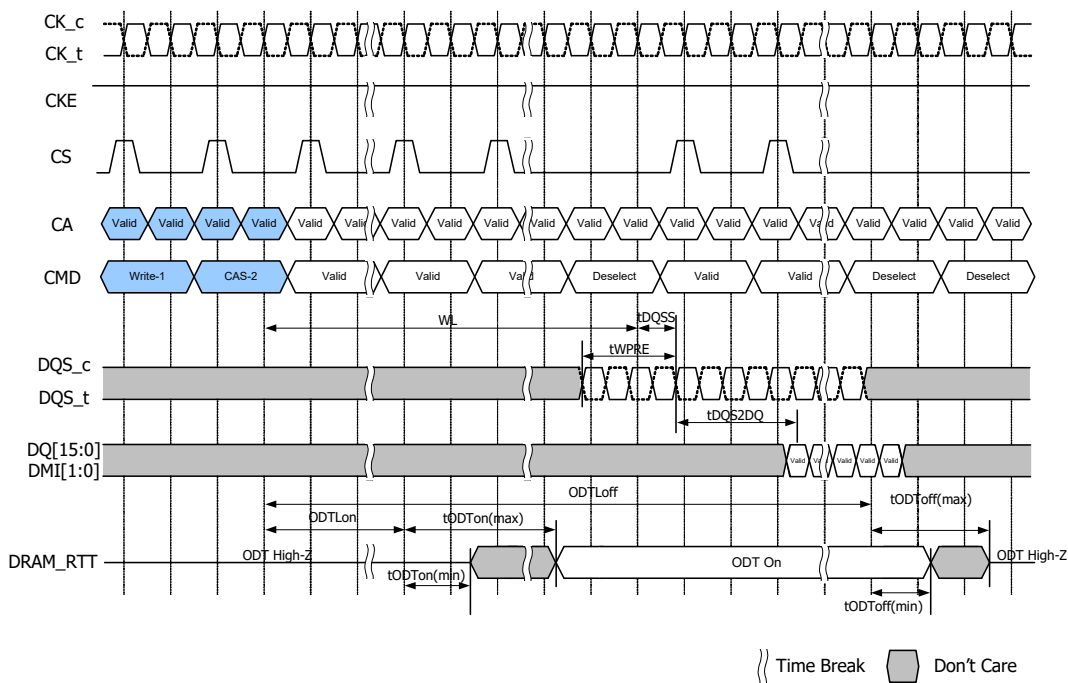 CK_c
CK_t
CKE
CS
CA Valid Valid Valid Valid Valid Valid Valid Valid Valid Valid Valid Valid Valid Valid Valid Valid Valid Valid Valid Valid
CMD Write-1 CAS-2 Valid Valid Valid Deselect Valid Valid Deselect Deselect
WL tDQSS
tWPRE
DQS_c
DQS_t
tDQS2DQ
DQ[15:0] Valid Valid Valid Valid Valid
DMI[1:0]
ODTLoff tODToff(max)
ODTLon tODTon(max)
DRAM_RTT ODT High-Z ODT On ODT High-Z
tODTon(min)
tODToff(min)
Time Break Don't Care